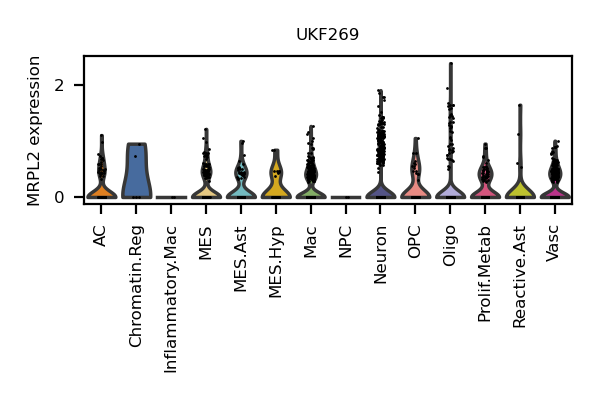 UKF269
MRPL2 expression
2
0
AC
Chromatin.Reg
Inflammatory.Mac
MES
MES.Ast
MES.Hyp
Mac
NPC
Neuron
OPC
Oligo
Prolif.Metab
Reactive.Ast
Vasc